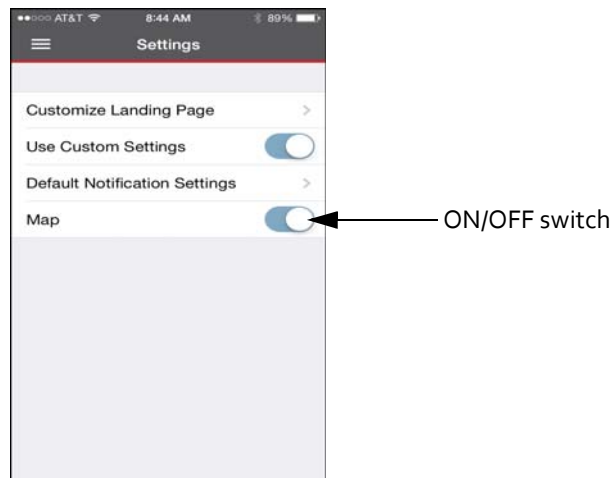 AT&T 8:44 AM 89%
Settings
Customize Landing Page
Use Custom Settings
Default Notification Settings
Map
ON/OFF switch